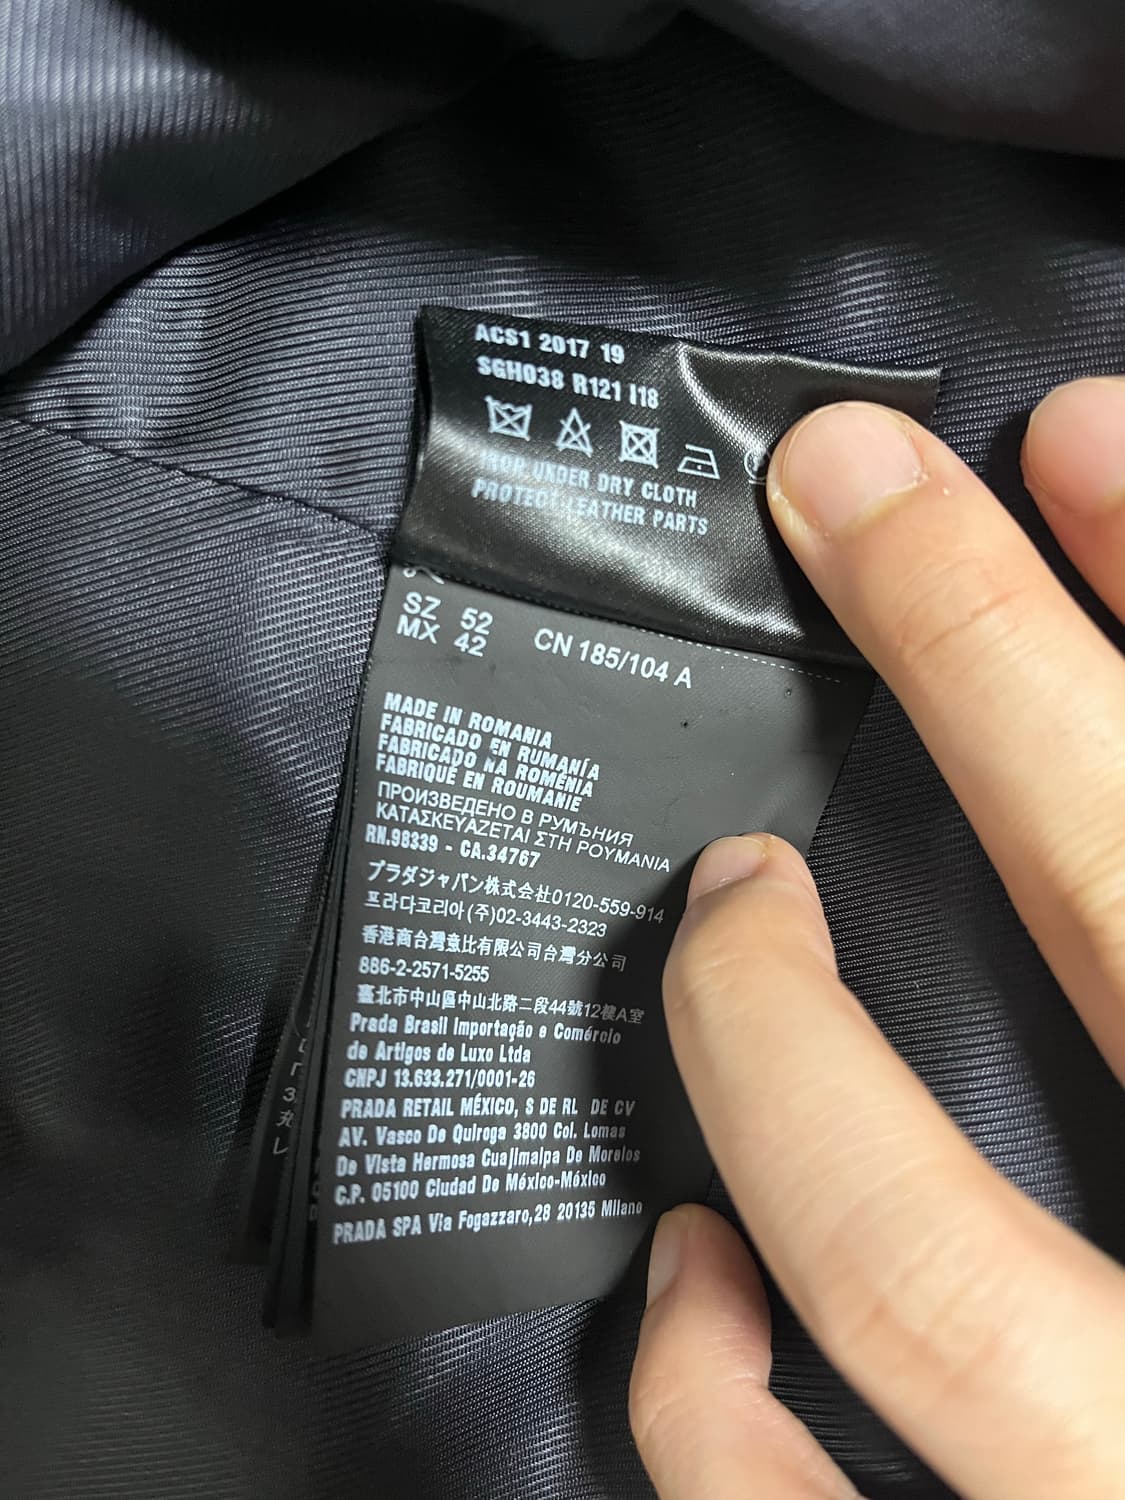 ACS1 2017 19
SGH038 R121 I18
IRON UNDER DRY CLOTH
PROTECT LEATHER PARTS
SZ 52
MX 42
CN 185/104 A
MADE IN ROMANIA
FABRICADO EN RUMANÍA
FABRICADO NA ROMÉNIA
FABRIQUÉ EN ROUMANIE
ПРОИЗВЕДЕНО В РУМЪНИЯ
ΚΑΤΑΣΚΕΥΑΖΕΤΑΙ ΣΤΗ ΡΟΥΜΑΝΙΑ
RN.98339 - CA.34767
プラダジャパン株式会社0120-559-914
프라다코리아(주)02-3443-2323
香港商台灣意比有限公司台灣分公司
886-2-2571-5255
臺北市中山區中山北路二段44號12樓A室
Prada Brasil Importação e Comércio
de Artigos de Luxo Ltda
CNPJ 13.633.271/0001-26
PRADA RETAIL MÉXICO, S DE RL DE CV
AV. Vasco De Quiroga 3800 Col. Lomas
De Vista Hermosa Cuajimalpa De Morelos
C.P. 05100 Ciudad De México-México
PRADA SPA Via Fogazzaro,28 20135 Milano